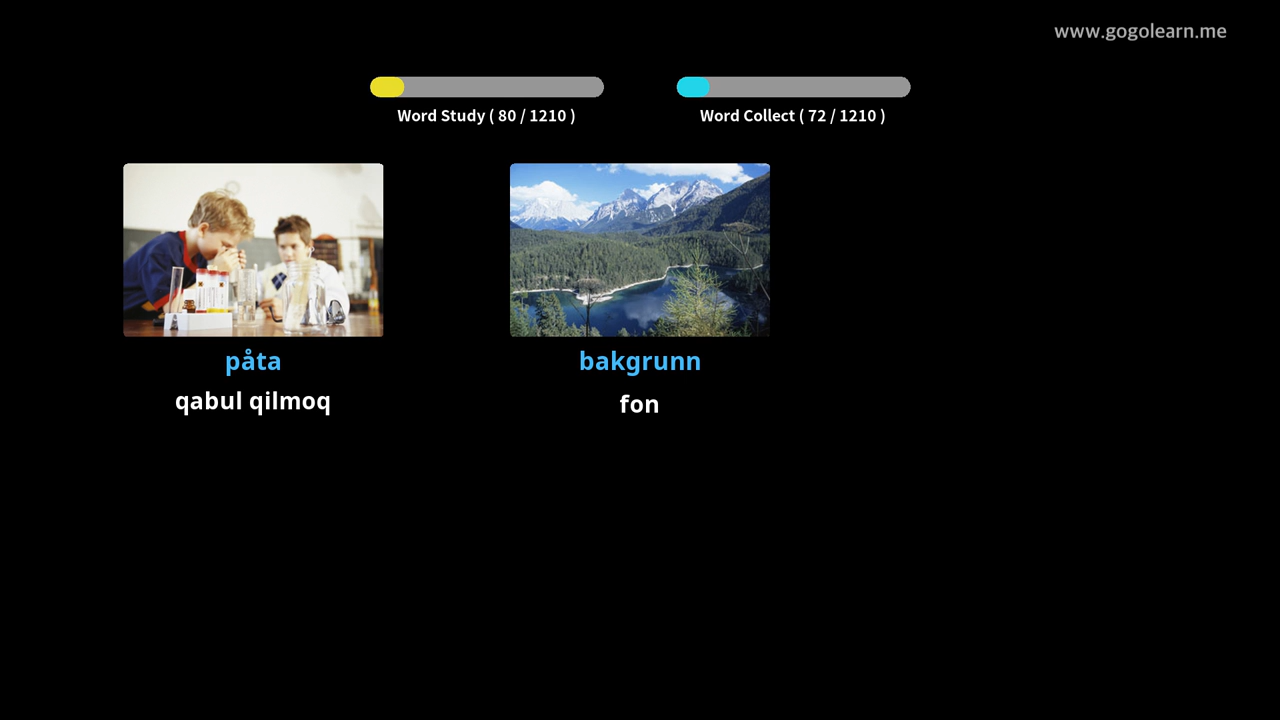 www.gogolearn.me
Word Study ( 80 / 1210 )
Word Collect ( 72 / 1210 )
påta
bakgrunn
qabul qilmoq
fon